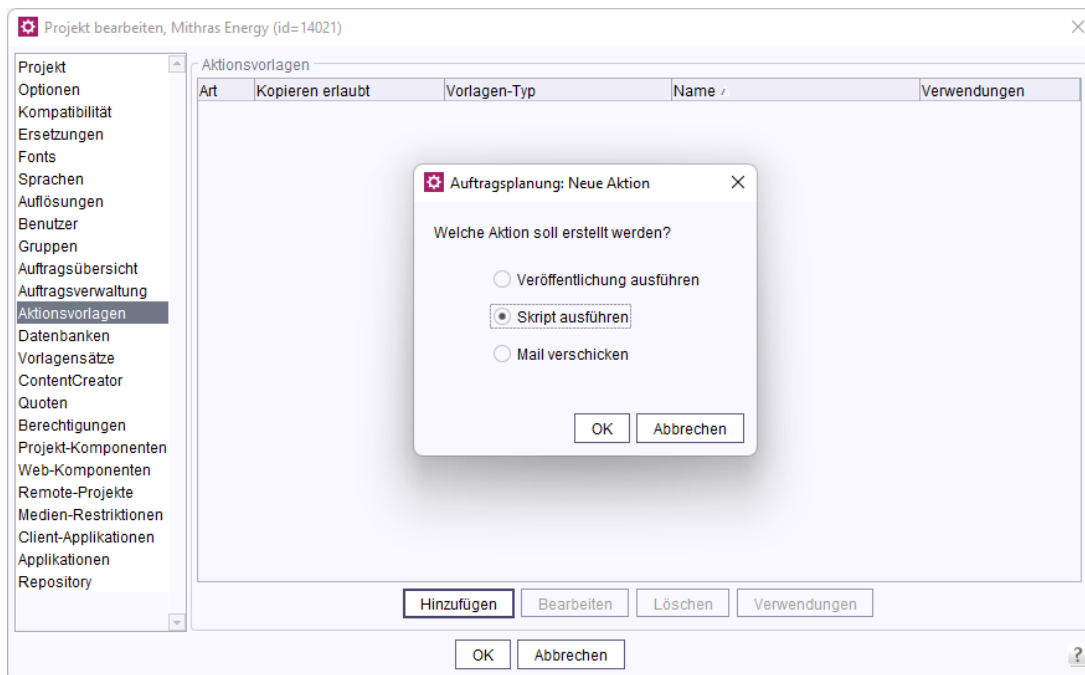 Projekt bearbeiten, Mithras Energy (id=14021)
Projekt
Optionen
Kompatibilität
Ersetzungen
Fonts
Sprachen
Auflösungen
Benutzer
Gruppen
Auftragsübersicht
Auftragsverwaltung
Aktionsvorlagen
Datenbanken
Vorlagensätze
ContentCreator
Quoten
Berechtigungen
Projekt-Komponenten
Web-Komponenten
Remote-Projekte
Medien-Restriktionen
Client-Applikationen
Applikationen
Repository
Aktionsvorlagen
Art Kopieren erlaubt Vorlagen-Typ Name Verwendungen
Auftragsplanung: Neue Aktion
Welche Aktion soll erstellt werden?
Veröffentlichung ausführen
Skript ausführen
Mail verschicken
OK Abbrechen
Hinzufügen Bearbeiten Löschen Verwendungen
OK Abbrechen
?